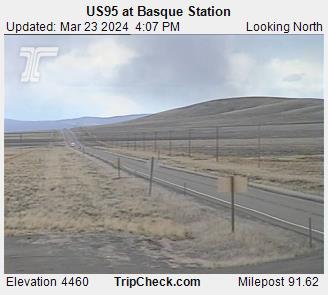 US95 at Basque Station
Updated: Mar 23 2024 4:07 PM Looking North
Elevation 4460 TripCheck.com Milepost 91.62